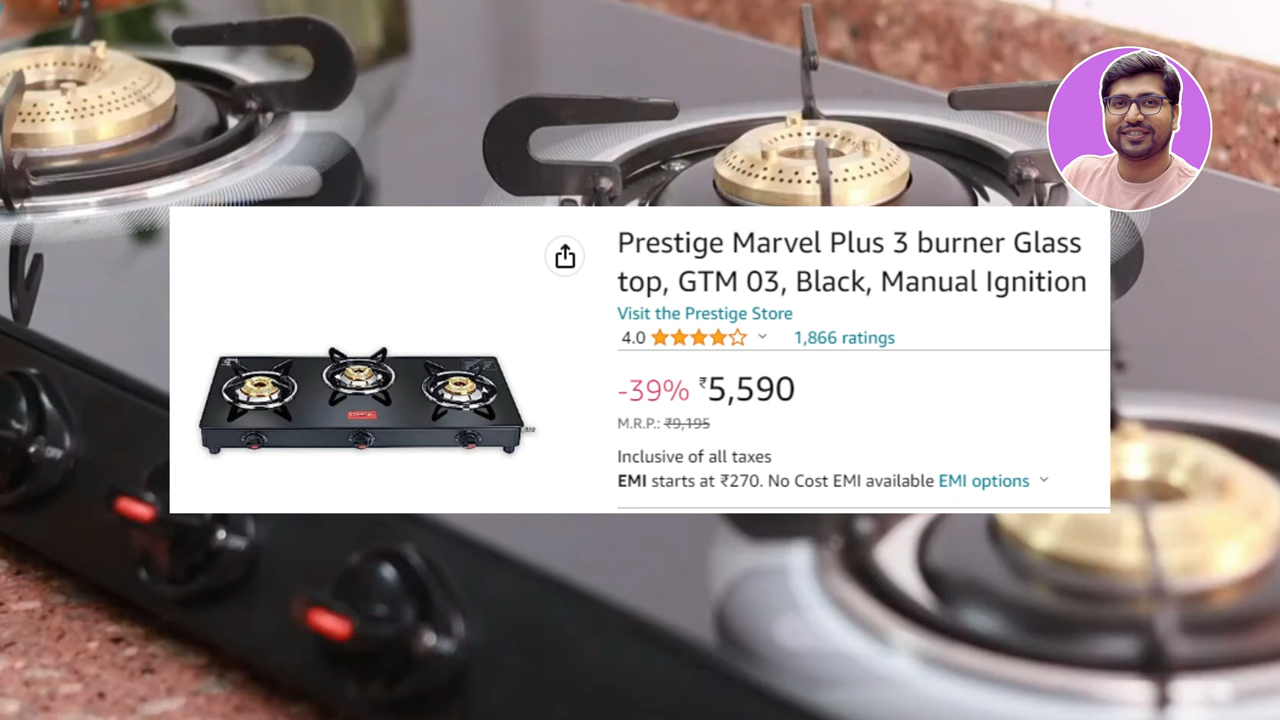 Prestige Marvel Plus 3 burner Glass
top, GTM 03, Black, Manual Ignition
Visit the Prestige Store
4.0 1,866 ratings
-39% ₹5,590
M.R.P.: ₹9,195
Inclusive of all taxes
EMI starts at ₹270. No Cost EMI available EMI options